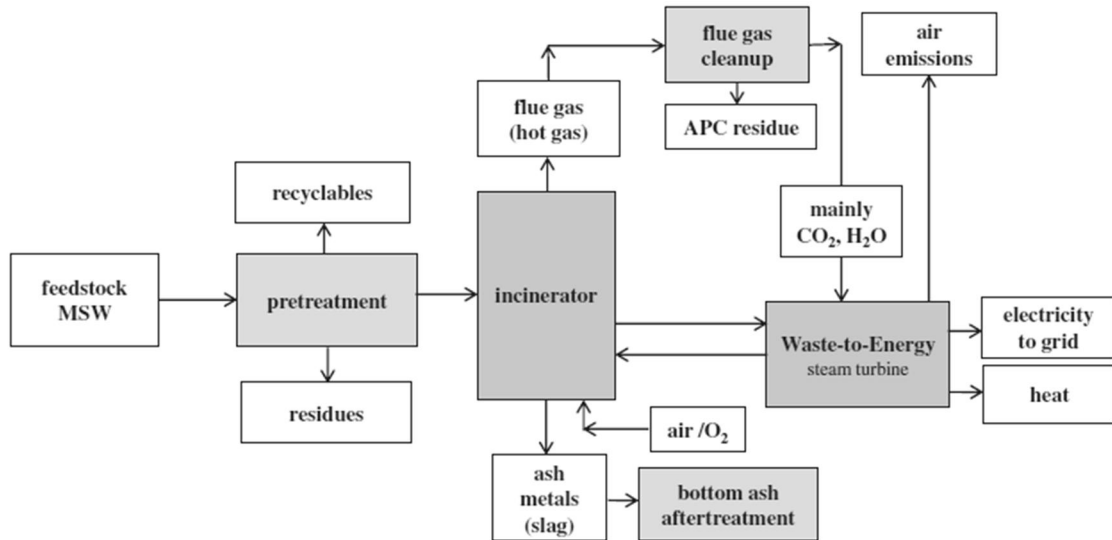 flue gas
cleanup
air
emissions
flue gas
(hot gas)
APC residue
recyclables
mainly
CO₂, H₂O
feedstock
MSW
pretreatment
incinerator
Waste-to-Energy
steam turbine
electricity
to grid
heat
residues
air /O₂
ash
metals
(slag)
bottom ash
aftertreatment